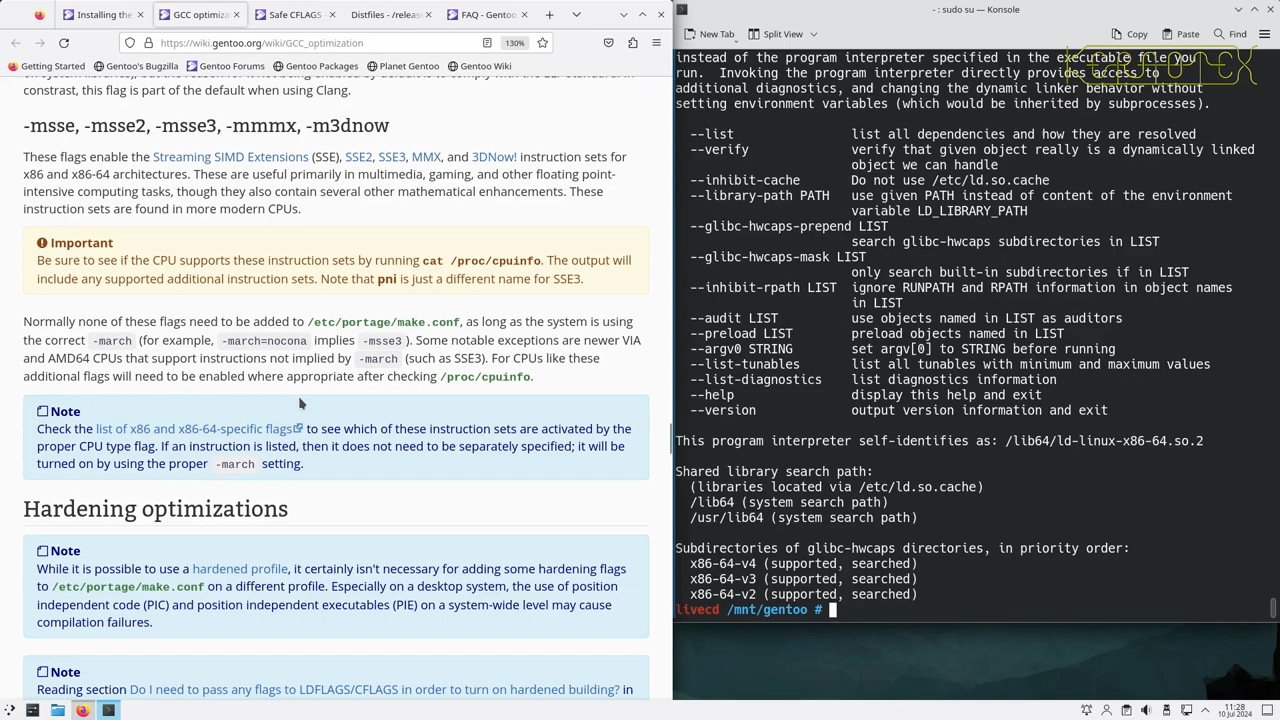 Installing the
GCC optimiza
Safe CFLAGS -
Distfiles - /relea
FAQ - Gentoo
https://wiki.gentoo.org/wiki/GCC_optimization
130%
Getting Started
Gentoo's Bugzilla
Gentoo Forums
Gentoo Packages
Planet Gentoo
Gentoo Wiki
constrast, this flag is part of the default when using Clang.
-msse, -msse2, -msse3, -mmmx, -m3dnow
These flags enable the Streaming SIMD Extensions (SSE), SSE2, SSE3, MMX, and 3DNow! instruction sets for
x86 and x86-64 architectures. These are useful primarily in multimedia, gaming, and other floating point-
intensive computing tasks, though they also contain several other mathematical enhancements. These
instruction sets are found in more modern CPUs.
Important
Be sure to see if the CPU supports these instruction sets by running cat /proc/cpuinfo. The output will
include any supported additional instruction sets. Note that pni is just a different name for SSE3.
Normally none of these flags need to be added to /etc/portage/make.conf, as long as the system is using
the correct -march (for example, -march=nocona implies -msse3 ). Some notable exceptions are newer VIA
and AMD64 CPUs that support instructions not implied by -march (such as SSE3). For CPUs like these
additional flags will need to be enabled where appropriate after checking /proc/cpuinfo.
Note
Check the list of x86 and x86-64-specific flags to see which of these instruction sets are activated by the
proper CPU type flag. If an instruction is listed, then it does not need to be separately specified; it will be
turned on by using the proper -march setting.
Hardening optimizations
Note
While it is possible to use a hardened profile, it certainly isn't necessary for adding some hardening flags
to /etc/portage/make.conf on a different profile. Especially on a desktop system, the use of position
independent code (PIC) and position independent executables (PIE) on a system-wide level may cause
compilation failures.
Note
Reading section Do I need to pass any flags to LDFLAGS/CFLAGS in order to turn on hardened building? in
- : sudo su — Konsole
New Tab
Split View
Copy
Paste
Find
instead of the program interpreter specified in the executable file you
run.  Invoking the program interpreter directly provides access to
additional diagnostics, and changing the dynamic linker behavior without
setting environment variables (which would be inherited by subprocesses).
--list list all dependencies and how they are resolved
--verify verify that given object really is a dynamically linked
object we can handle
--inhibit-cache Do not use /etc/ld.so.cache
--library-path PATH use given PATH instead of content of the environment
variable LD_LIBRARY_PATH
--glibc-hwcaps-prepend LIST
search glibc-hwcaps subdirectories in LIST
--glibc-hwcaps-mask LIST
only search built-in subdirectories if in LIST
--inhibit-rpath LIST ignore RUNPATH and RPATH information in object names
in LIST
--audit LIST use objects named in LIST as auditors
--preload LIST preload objects named in LIST
--argv0 STRING set argv[0] to STRING before running
--list-tunables list all tunables with minimum and maximum values
--list-diagnostics list diagnostics information
--help display this help and exit
--version output version information and exit
This program interpreter self-identifies as: /lib64/ld-linux-x86-64.so.2
Shared library search path:
(libraries located via /etc/ld.so.cache)
/lib64 (system search path)
/usr/lib64 (system search path)
Subdirectories of glibc-hwcaps directories, in priority order:
x86-64-v4 (supported, searched)
x86-64-v3 (supported, searched)
x86-64-v2 (supported, searched)
livecd /mnt/gentoo #
11:28
10 Jul 2024